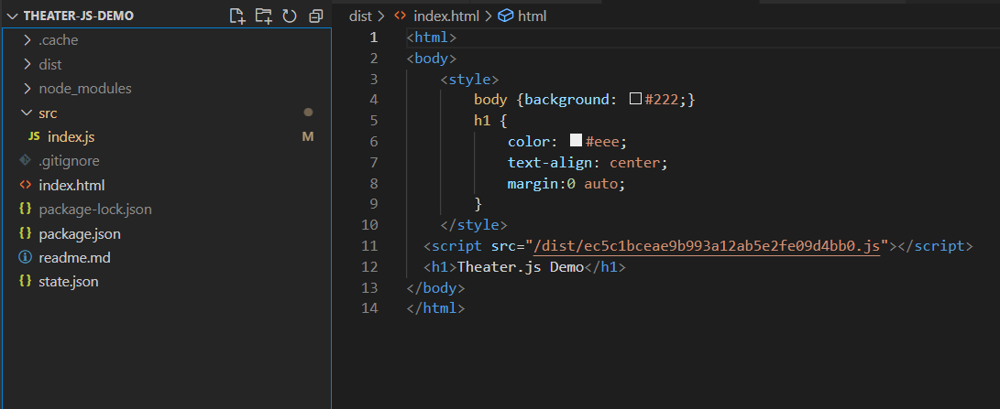 THEATER-JS-DEMO
.cache
dist
node_modules
src
JS index.js M
.gitignore
<> index.html
{} package-lock.json
{} package.json
readme.md
{} state.json
dist > <> index.html > html
1 <html>
2 <body>
3 <style>
4 body {background: #222;}
5 h1 {
6 color: #eee;
7 text-align: center;
8 margin:0 auto;
9 }
10 </style>
11 <script src="/dist/ec5c1bceae9b993a12ab5e2fe09d4bb0.js"></script>
12 <h1>Theater.js Demo</h1>
13 </body>
14 </html>